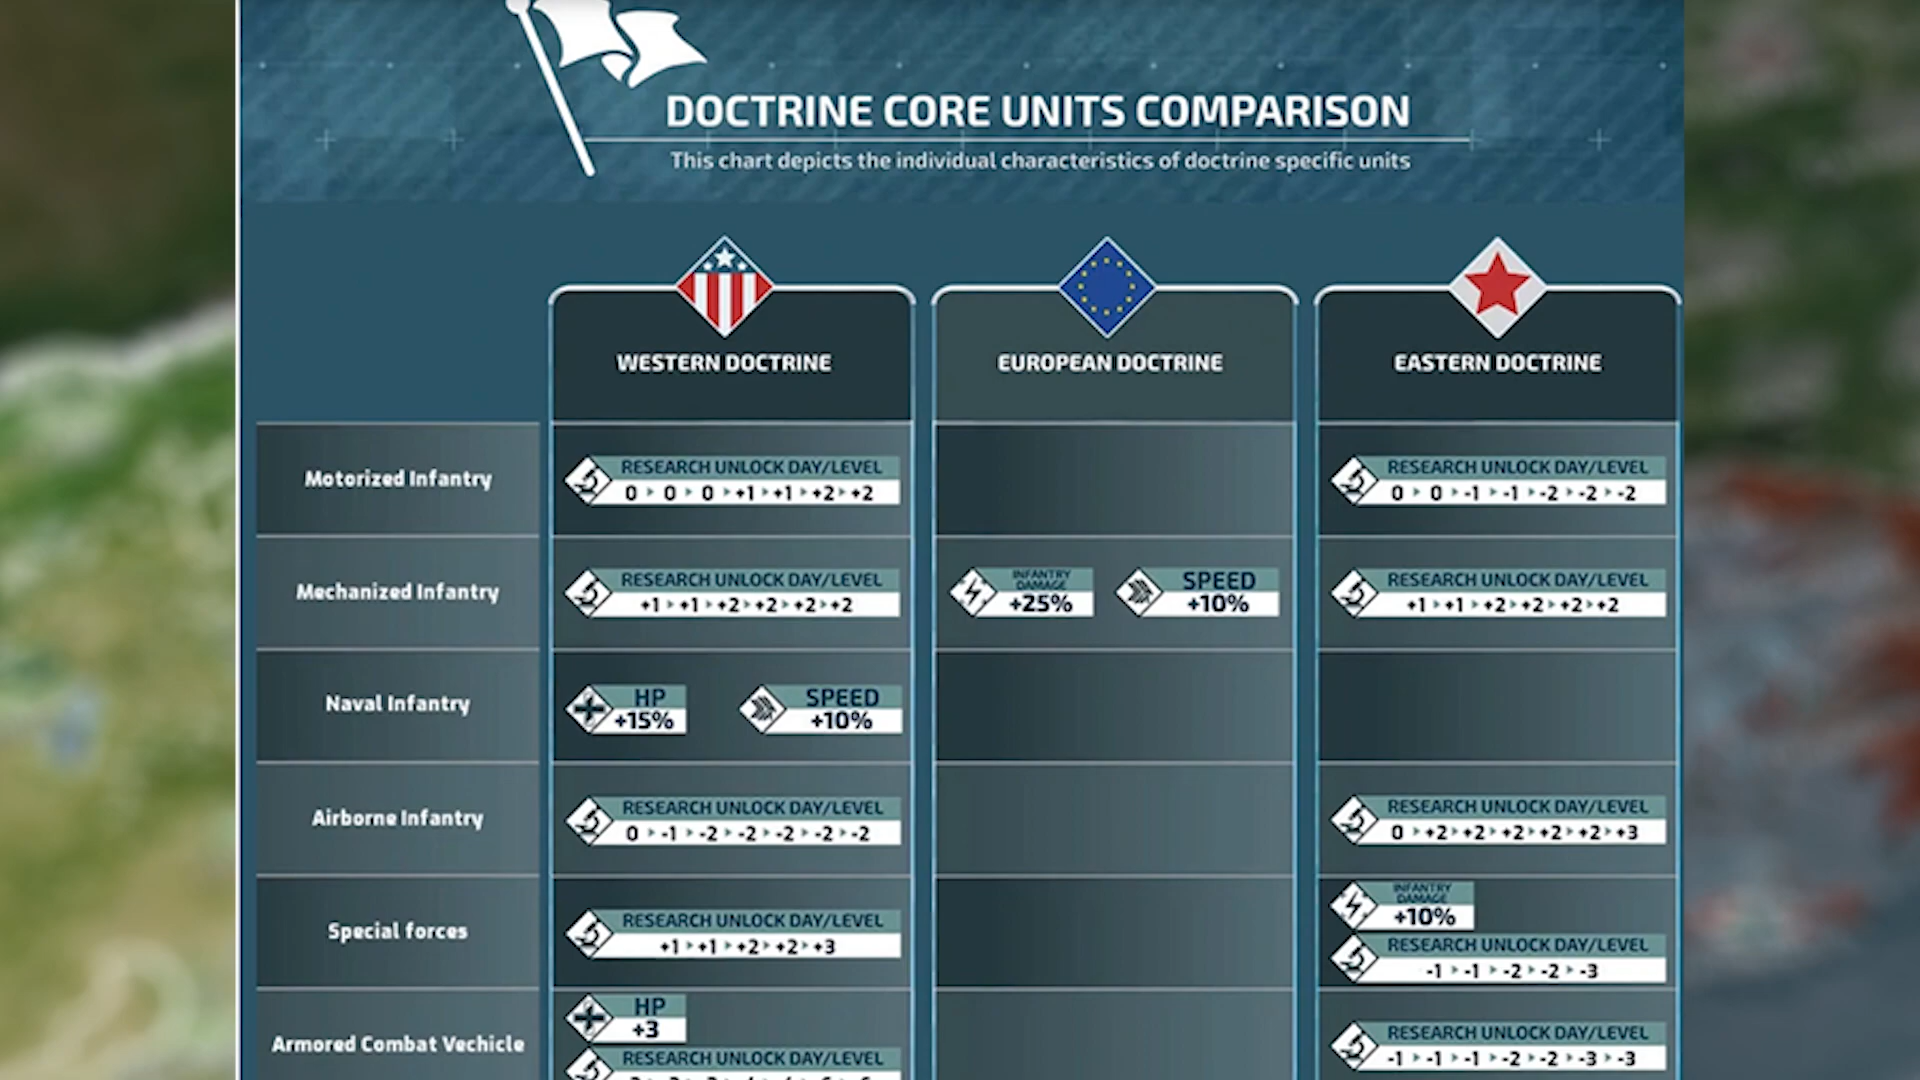 DOCTRINE CORE UNITS COMPARISON
This chart depicts the individual characteristics of doctrine specific units
WESTERN DOCTRINE
EUROPEAN DOCTRINE
EASTERN DOCTRINE
Motorized Infantry
RESEARCH UNLOCK DAY/LEVEL
0 ‣ 0 ‣ 0 ‣ +1 ‣ +1 ‣ +2 ‣ +2
RESEARCH UNLOCK DAY/LEVEL
0 ‣ 0 ‣ -1 ‣ -1 ‣ -2 ‣ -2 ‣ -2
Mechanized Infantry
RESEARCH UNLOCK DAY/LEVEL
+1 ‣ +1 ‣ +2 ‣ +2 ‣ +2 ‣ +2
INFANTRY
DAMAGE
+25%
SPEED
+10%
RESEARCH UNLOCK DAY/LEVEL
+1 ‣ +1 ‣ +2 ‣ +2 ‣ +2 ‣ +2
Naval Infantry
HP
+15%
SPEED
+10%
Airborne Infantry
RESEARCH UNLOCK DAY/LEVEL
0 ‣ -1 ‣ -2 ‣ -2 ‣ -2 ‣ -2 ‣ -2
RESEARCH UNLOCK DAY/LEVEL
0 ‣ +2 ‣ +2 ‣ +2 ‣ +2 ‣ +2 ‣ +3
Special forces
RESEARCH UNLOCK DAY/LEVEL
+1 ‣ +1 ‣ +2 ‣ +2 ‣ +3
INFANTRY
DAMAGE
+10%
RESEARCH UNLOCK DAY/LEVEL
-1 ‣ -1 ‣ -2 ‣ -2 ‣ -3
Armored Combat Vechicle
HP
+3
RESEARCH UNLOCK DAY/LEVEL
RESEARCH UNLOCK DAY/LEVEL
-1 ‣ -1 ‣ -1 ‣ -2 ‣ -2 ‣ -3 ‣ -3